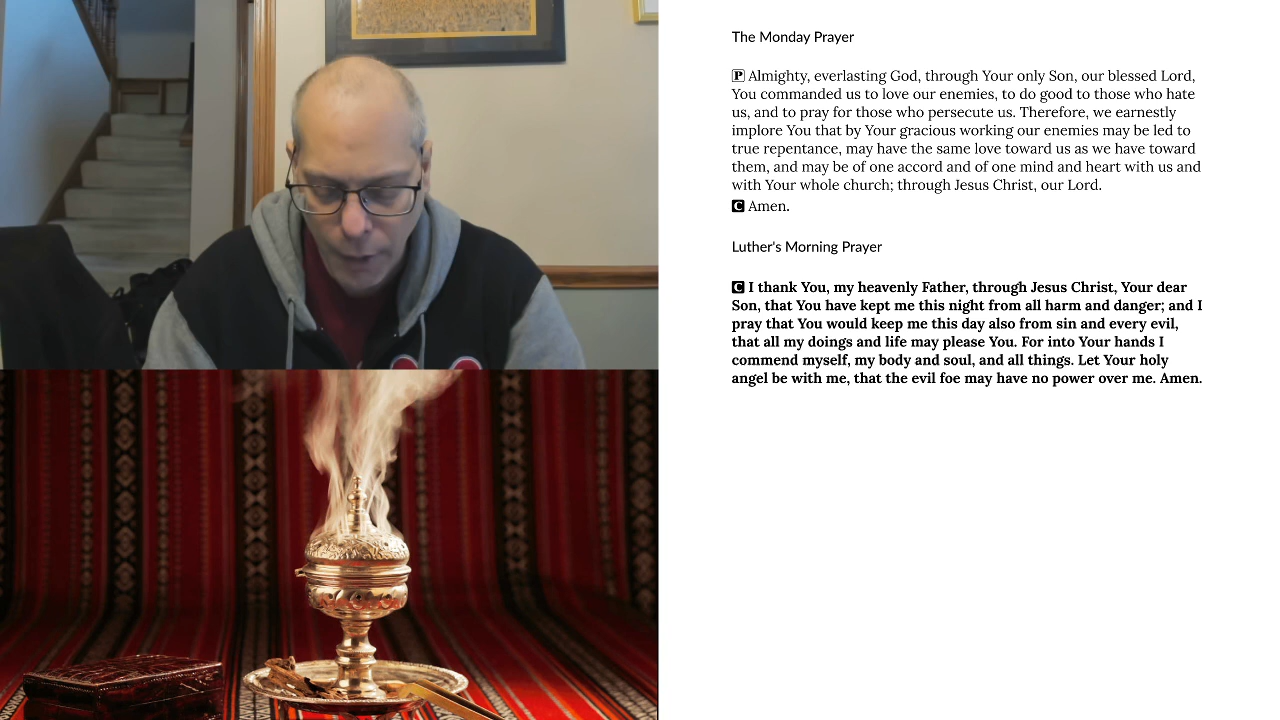 The Monday Prayer
P Almighty, everlasting God, through Your only Son, our blessed Lord,
You commanded us to love our enemies, to do good to those who hate
us, and to pray for those who persecute us. Therefore, we earnestly
implore You that by Your gracious working our enemies may be led to
true repentance, may have the same love toward us as we have toward
them, and may be of one accord and of one mind and heart with us and
with Your whole church; through Jesus Christ, our Lord.
C Amen.
Luther's Morning Prayer
C I thank You, my heavenly Father, through Jesus Christ, Your dear
Son, that You have kept me this night from all harm and danger; and I
pray that You would keep me this day also from sin and every evil,
that all my doings and life may please You. For into Your hands I
commend myself, my body and soul, and all things. Let Your holy
angel be with me, that the evil foe may have no power over me. Amen.